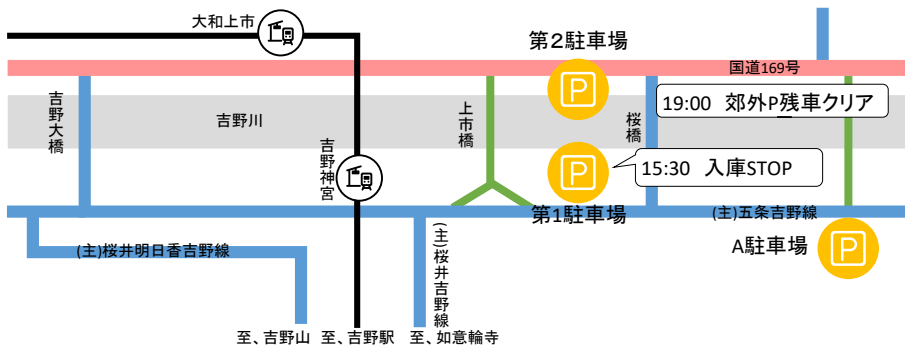 大和上市
第2駐車場
国道169号
19:00 郊外P残車クリア
吉野大橋
吉野川
上市橋
桜橋
吉野神宮
15:30 入庫STOP
第1駐車場
(主)五条吉野線
A駐車場
(主)桜井明日香吉野線
(主)桜井吉野線
至、吉野山
至、吉野駅
至、如意輪寺
P
P
P